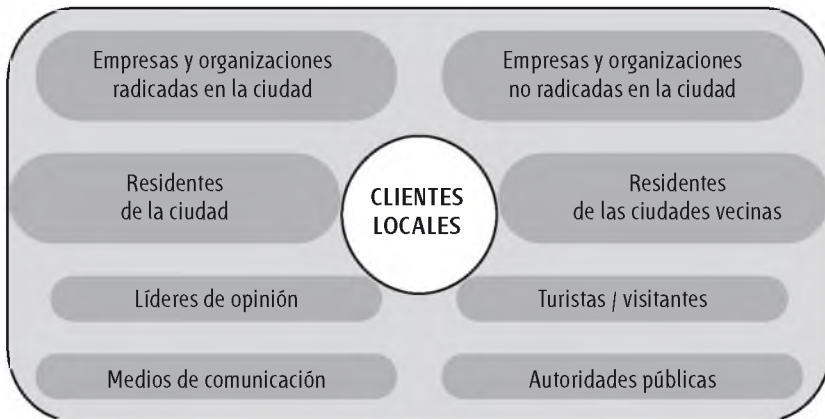 Empresas y organizaciones
radicadas en la ciudad
Empresas y organizaciones
no radicadas en la ciudad
Residentes
de la ciudad
CLIENTES
LOCALES
Residentes
de las ciudades vecinas
Líderes de opinión
Turistas / visitantes
Medios de comunicación
Autoridades públicas